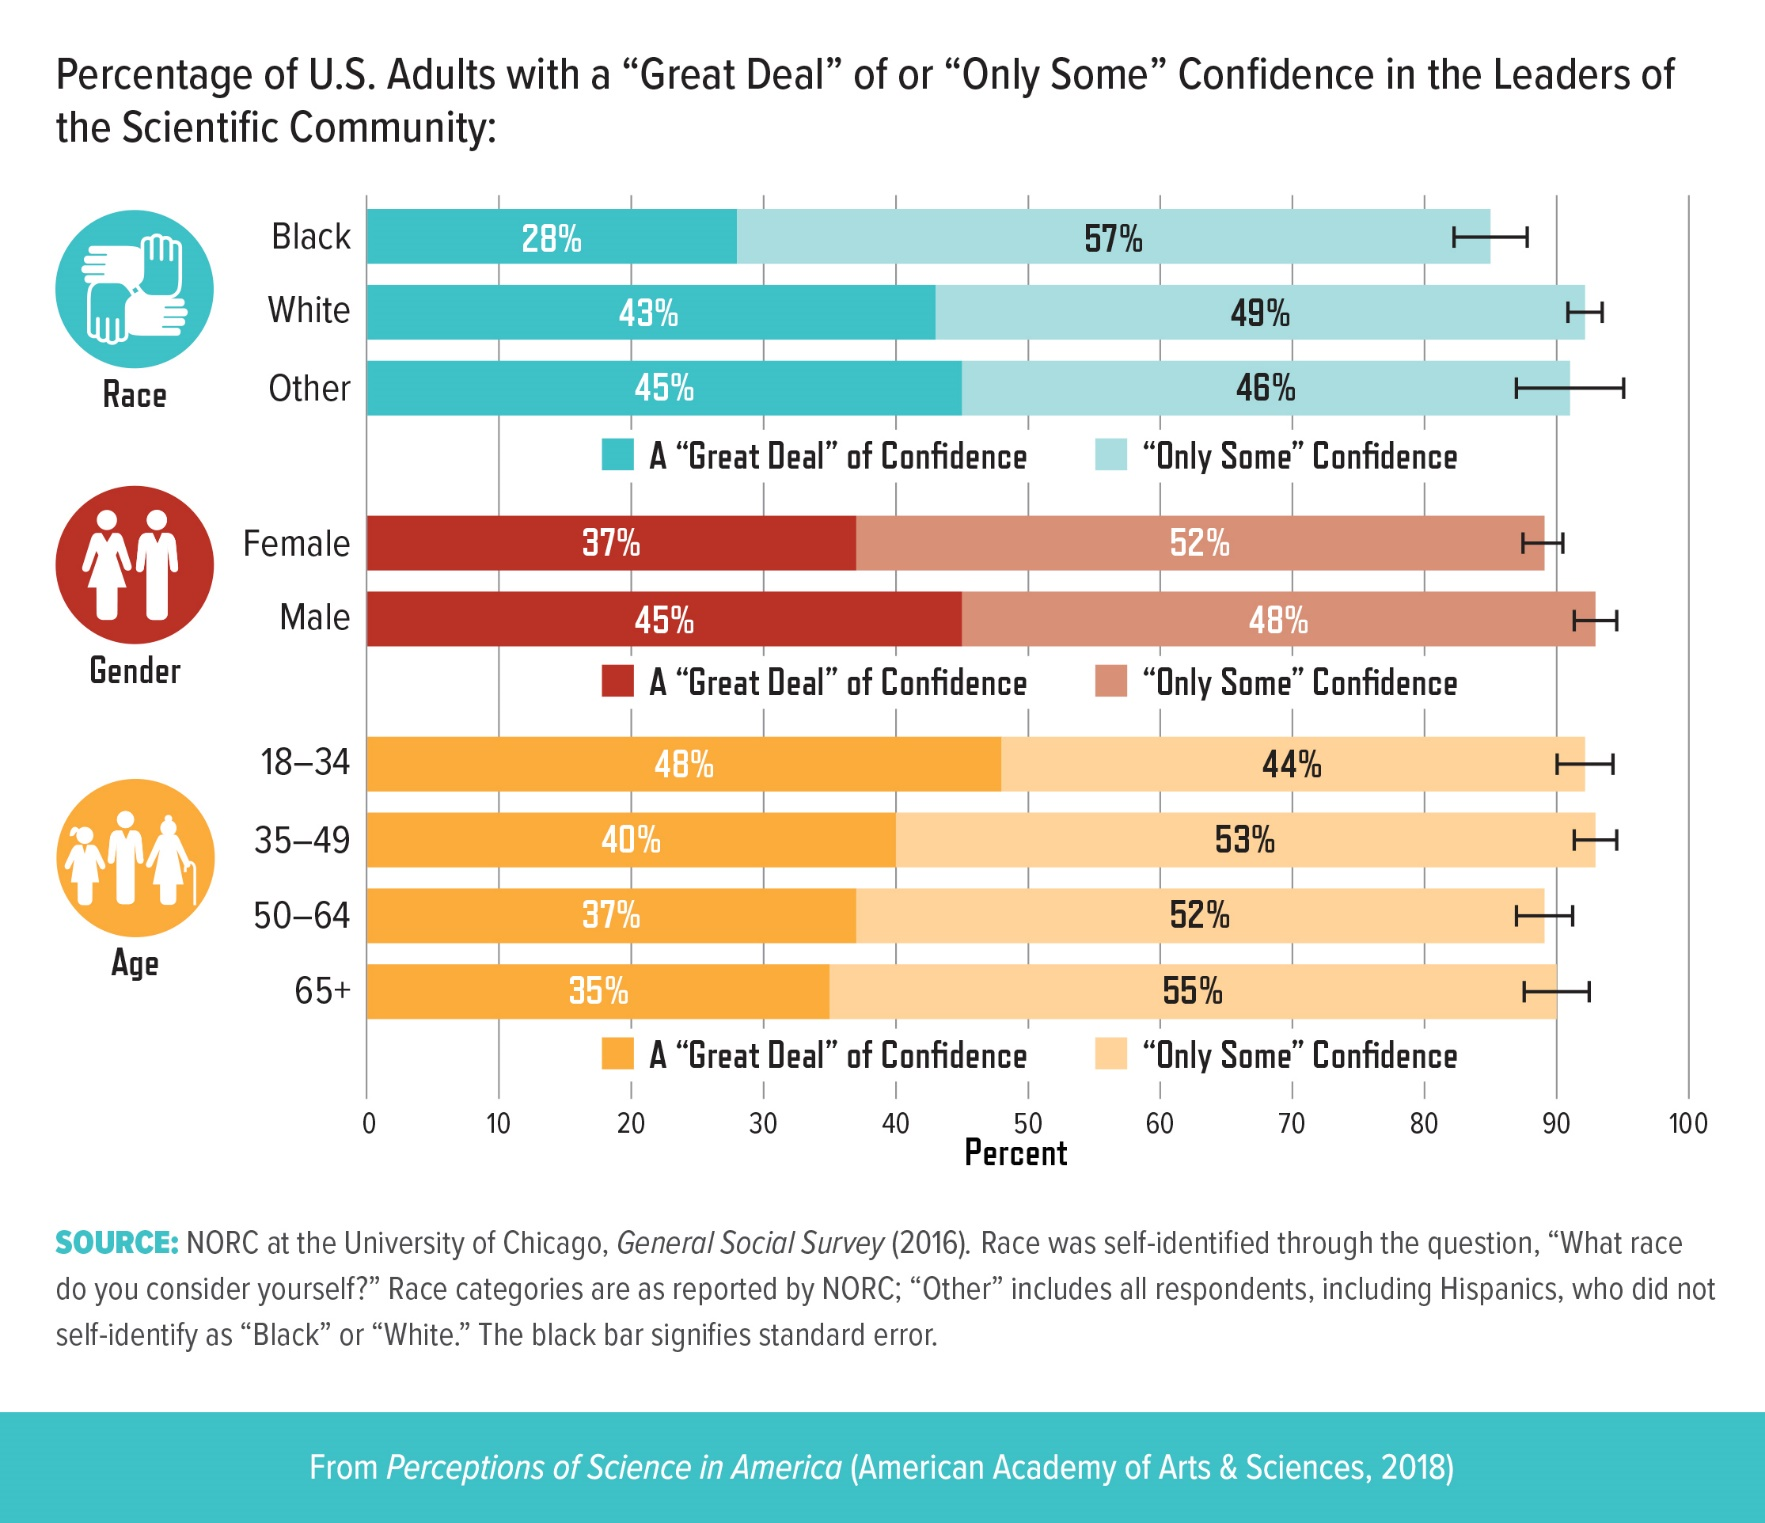 Percentage of U.S. Adults with a “Great Deal” of or “Only Some” Confidence in the Leaders of
the Scientific Community:
Race
Black 28% 57%
White 43% 49%
Other 45% 46%
A “Great Deal” of Confidence “Only Some” Confidence
Gender
Female 37% 52%
Male 45% 48%
A “Great Deal” of Confidence “Only Some” Confidence
Age
18–34 48% 44%
35–49 40% 53%
50–64 37% 52%
65+ 35% 55%
A “Great Deal” of Confidence “Only Some” Confidence
0 10 20 30 40 50 60 70 80 90 100
Percent
SOURCE: NORC at the University of Chicago, General Social Survey (2016). Race was self-identified through the question, “What race
do you consider yourself?” Race categories are as reported by NORC; “Other” includes all respondents, including Hispanics, who did not
self-identify as “Black” or “White.” The black bar signifies standard error.
From Perceptions of Science in America (American Academy of Arts & Sciences, 2018)